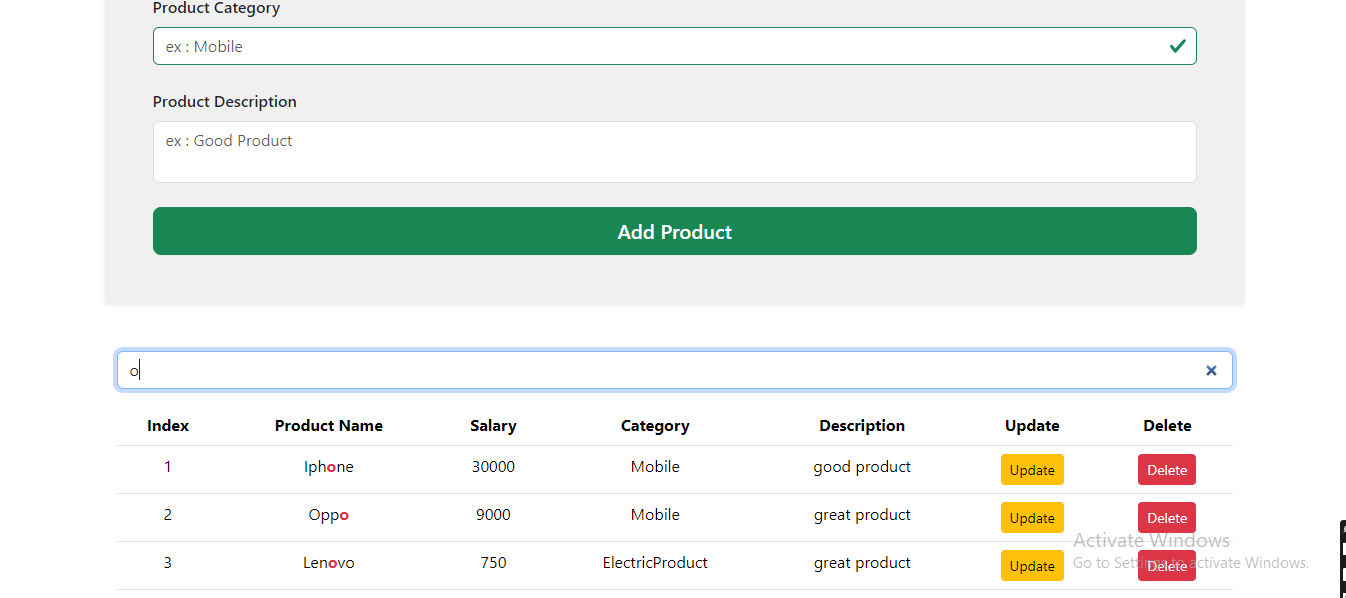 Product Category
ex : Mobile
Product Description
ex : Good Product
Add Product
o
Index Product Name Salary Category Description Update Delete
1 Iphone 30000 Mobile good product Update Delete
2 Oppo 9000 Mobile great product Update Delete
Activate Windows
3 Lenovo 750 ElectricProduct great product Update Delete
Go to Settings to activate Windows.